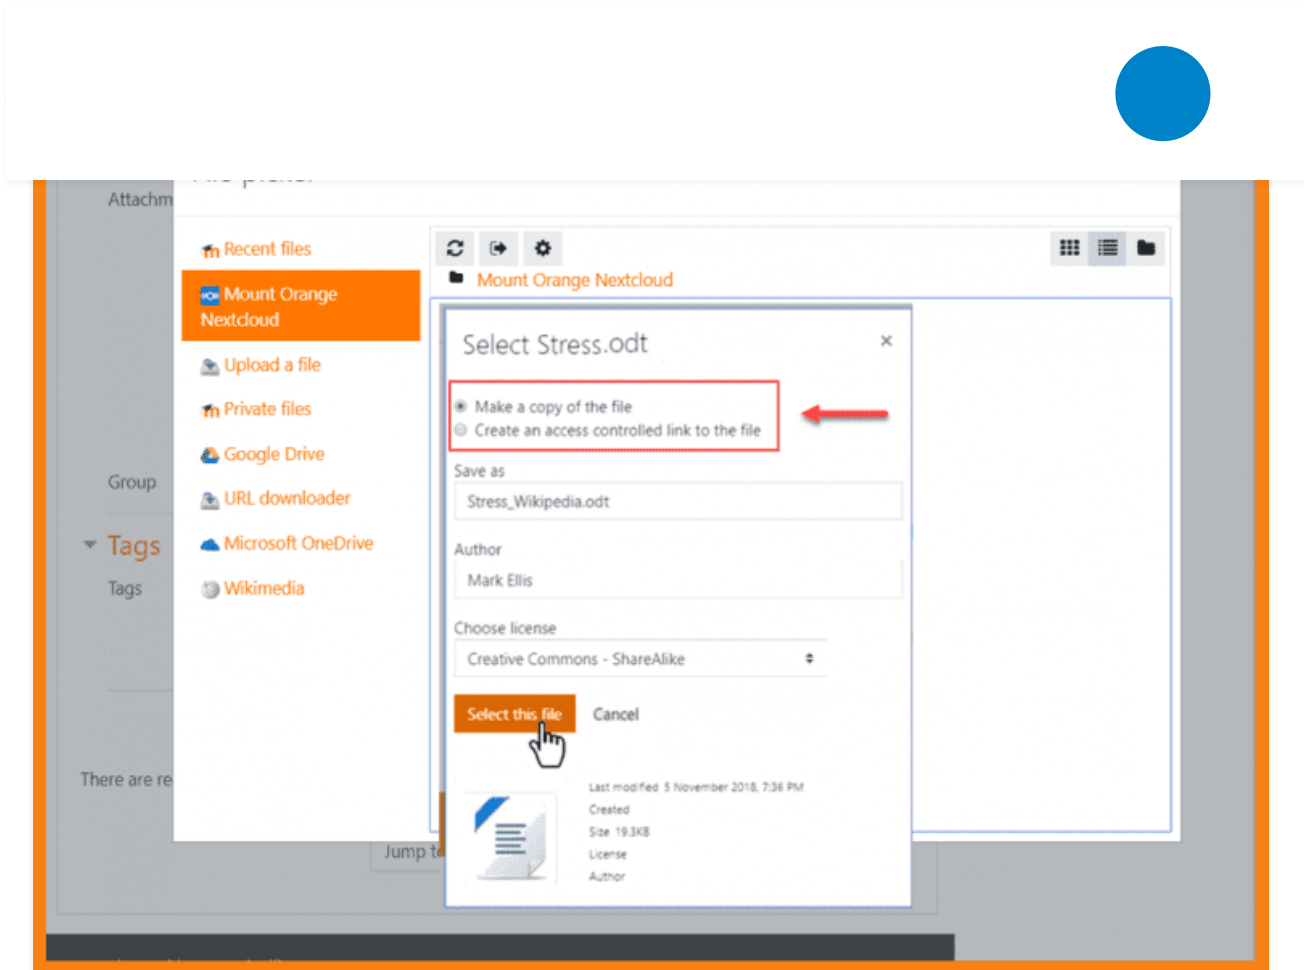 File picker
Attachm
Recent files
Mount Orange
Nextcloud
Upload a file
Private files
Google Drive
URL downloader
Microsoft OneDrive
Wikimedia
Mount Orange Nextcloud
Select Stress.odt
×
Make a copy of the file
Create an access controlled link to the file
Save as
Stress_Wikipedia.odt
Author
Mark Ellis
Choose license
Creative Commons - ShareAlike
Select this file
Cancel
Last modified 5 November 2018, 7:36 PM
Created
Size 19.3KB
License
Author
Group
Tags
Tags
There are re
Jump to